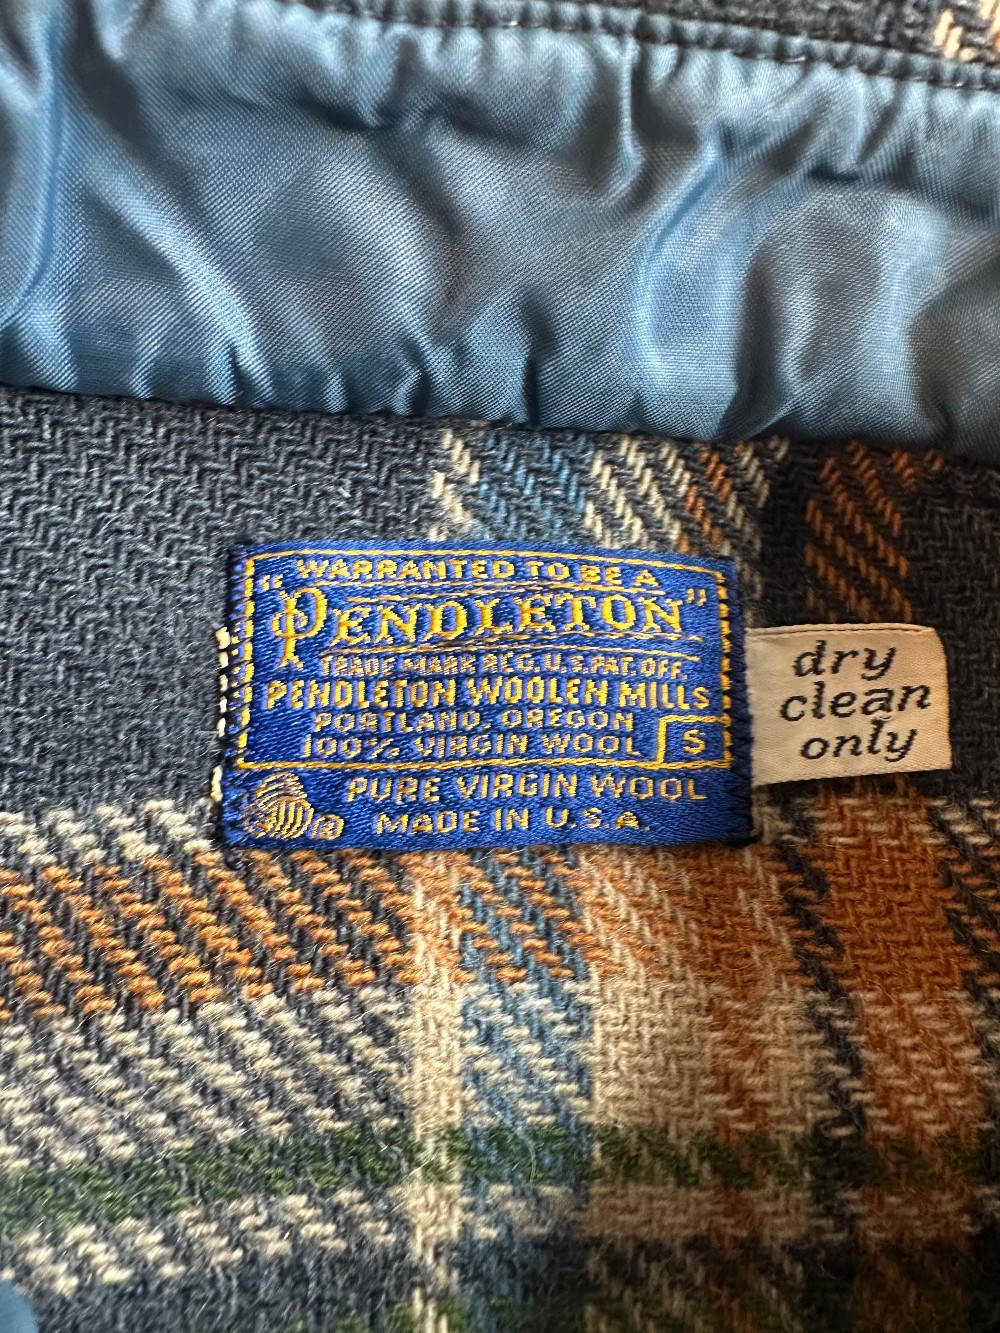 "WARRANTED TO BE A
PENDLETON"
TRADE MARK REG. U.S. PAT. OFF.
PENDLETON WOOLEN MILLS
PORTLAND, OREGON
100% VIRGIN WOOL S
PURE VIRGIN WOOL
® MADE IN U.S.A.
dry
clean
only